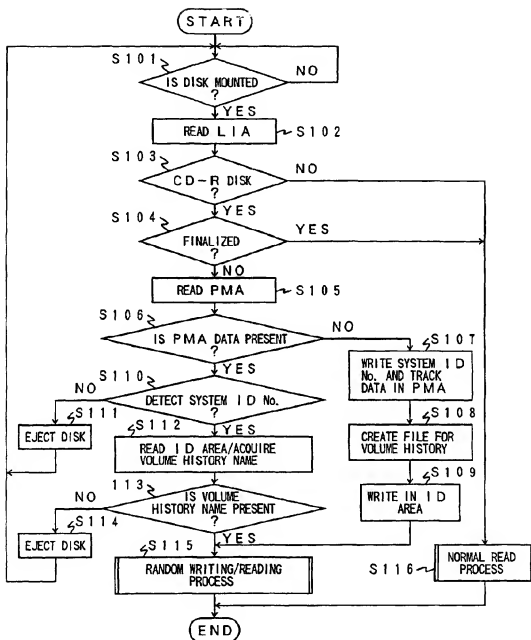 START
S101
IS DISK MOUNTED
?
NO
YES
READ LIA
S102
S103
CD-R DISK
?
NO
YES
S104
FINALIZED
?
YES
NO
READ PMA
S105
S106
IS PMA DATA PRESENT
?
NO
YES
S107
WRITE SYSTEM ID
No. AND TRACK
DATA IN PMA
S110
DETECT SYSTEM ID No.
?
NO
YES
S111
EJECT DISK
S108
CREATE FILE FOR
VOLUME HISTORY
S112
READ ID AREA/ACQUIRE
VOLUME HISTORY NAME
S109
WRITE IN ID
AREA
113
IS VOLUME
HISTORY NAME PRESENT
?
NO
YES
S114
EJECT DISK
S115
RANDOM WRITING/READING
PROCESS
S116
NORMAL READ
PROCESS
END